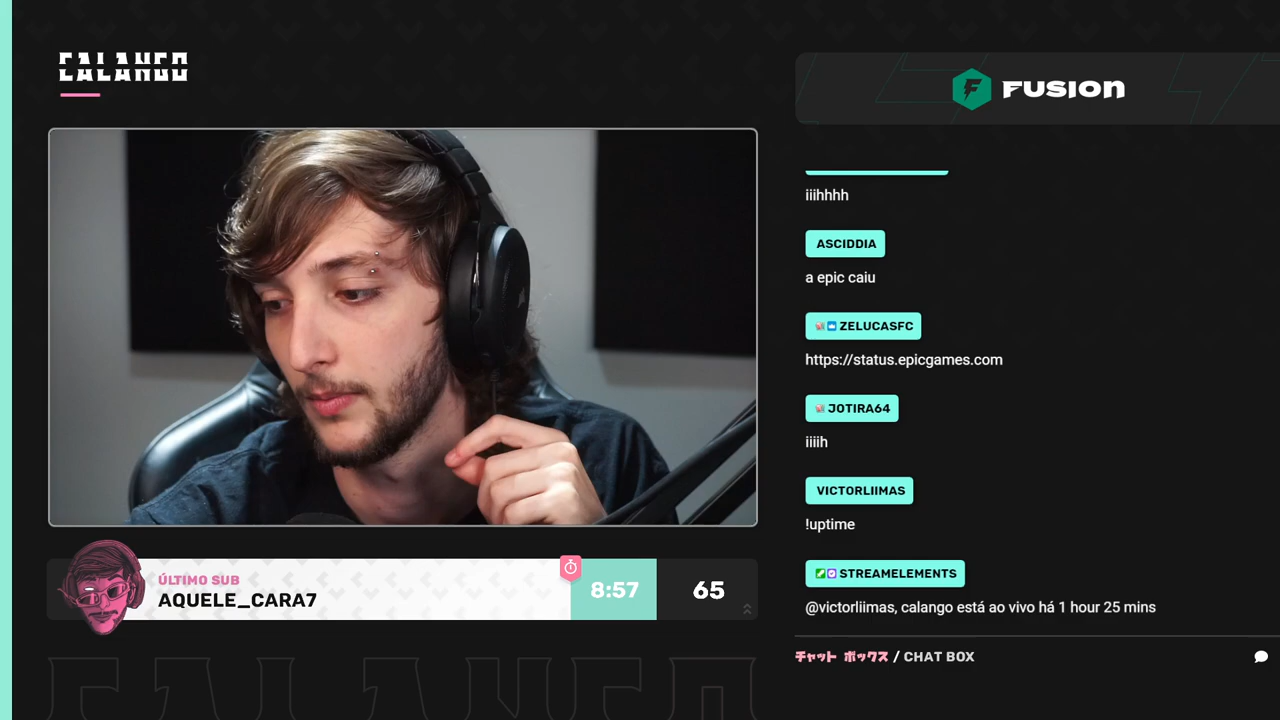 CALANGO
FUSION
iiihhhh
ASCIDDIA
a epic caiu
ZELUCASFC
https://status.epicgames.com
JOTIRA64
iiiih
VICTORLIIMAS
!uptime
STREAMELEMENTS
@victorliimas, calango está ao vivo há 1 hour 25 mins
チャット ボックス / CHAT BOX
ÚLTIMO SUB
AQUELE_CARA7
8:57
65
CALANGO